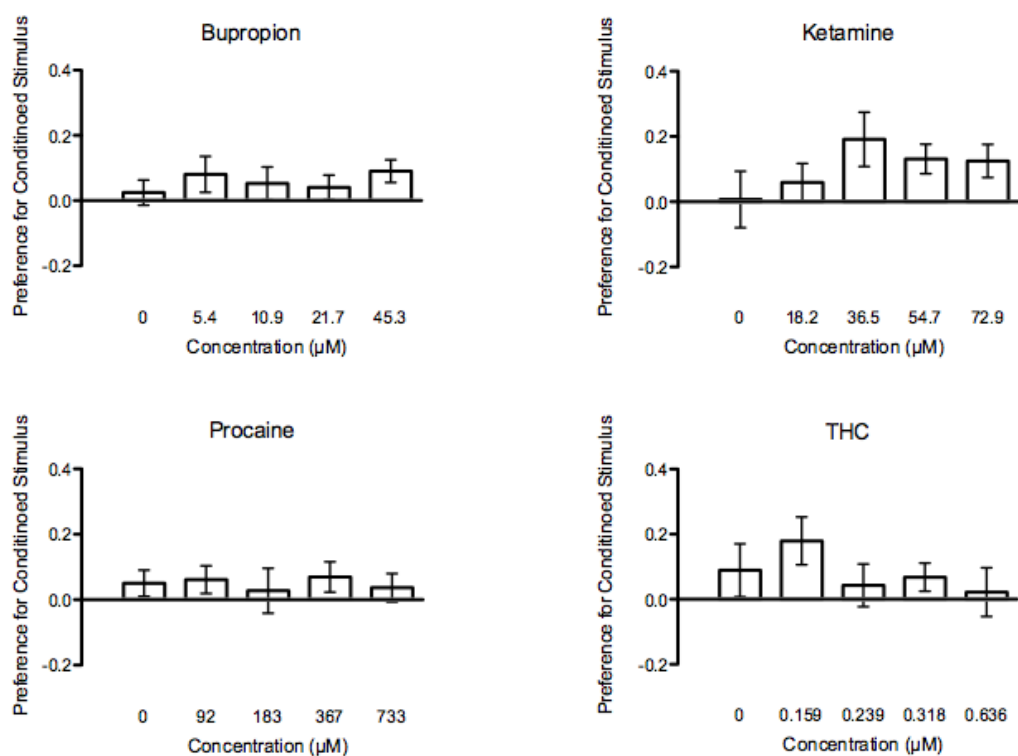 Bupropion
Preference for Conditinoed Stimulus
0.4
0.2
0.0
-0.2
0 5.4 10.9 21.7 45.3
Concentration (µM)
Ketamine
Preference for Conditinoed Stimulus
0.4
0.2
0.0
-0.2
0 18.2 36.5 54.7 72.9
Concentration (µM)
Procaine
Preference for Conditinoed Stimulus
0.4
0.2
0.0
-0.2
0 92 183 367 733
Concentration (µM)
THC
Preference for Conditinoed Stimulus
0.4
0.2
0.0
-0.2
0 0.159 0.239 0.318 0.636
Concentration (µM)